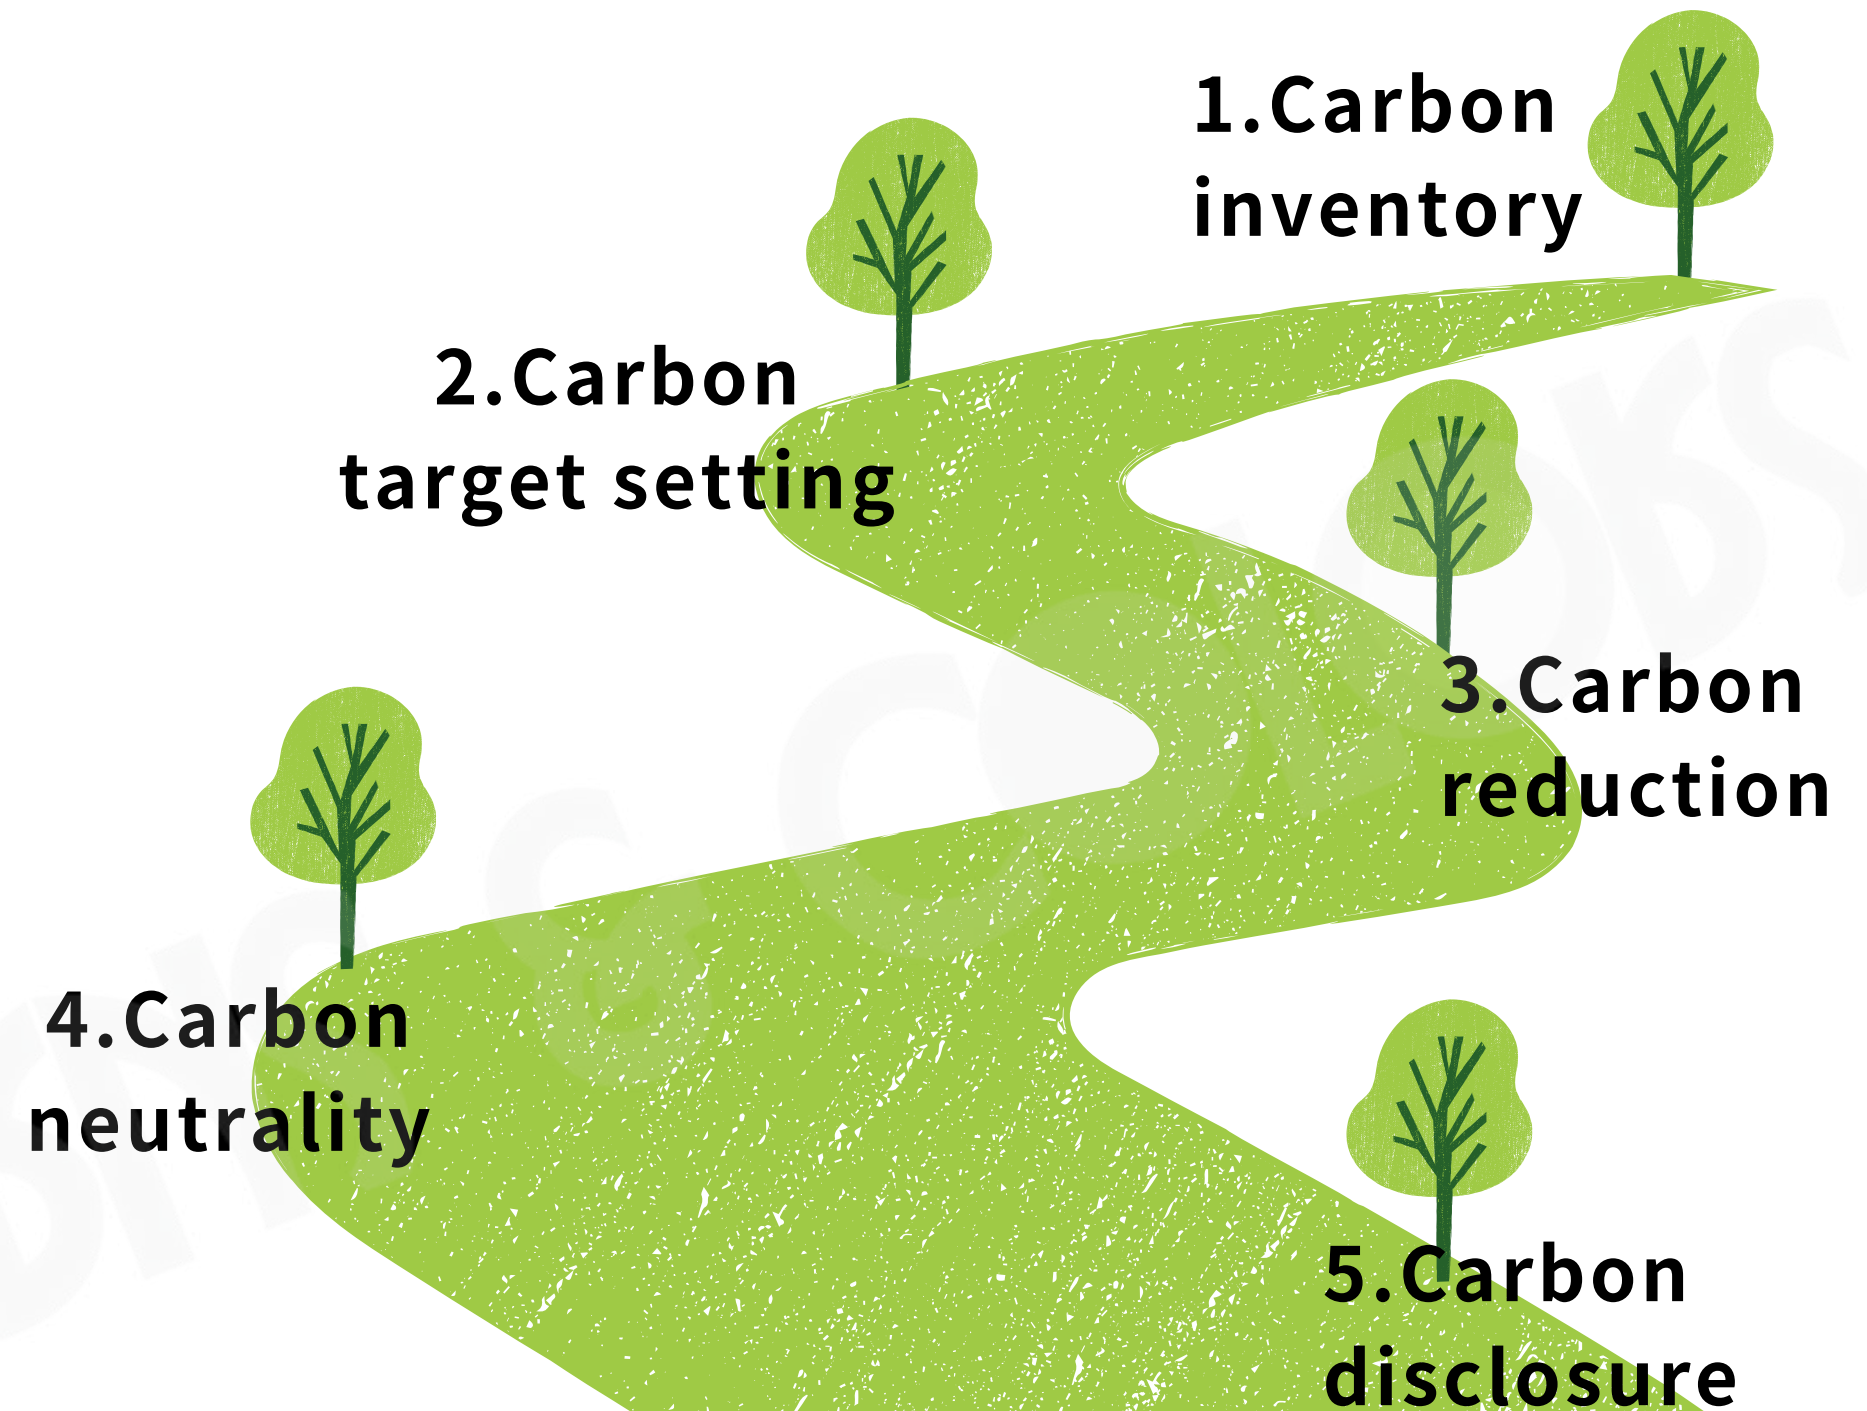 1.Carbon
inventory
2.Carbon
target setting
3.Carbon
reduction
4.Carbon
neutrality
5.Carbon
disclosure